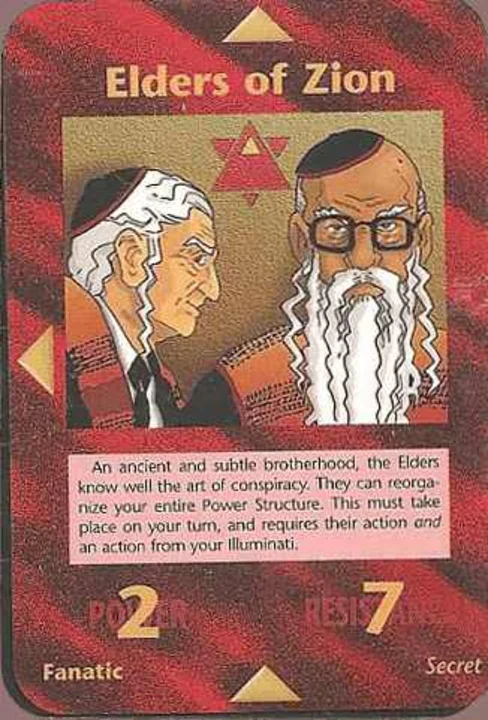 Elders of Zion
An ancient and subtle brotherhood, the Elders
know well the art of conspiracy. They can reorga-
nize your entire Power Structure. This must take
place on your turn, and requires their action and
an action from your Illuminati.
POWER 2 RESISTANCE 7
Fanatic Secret